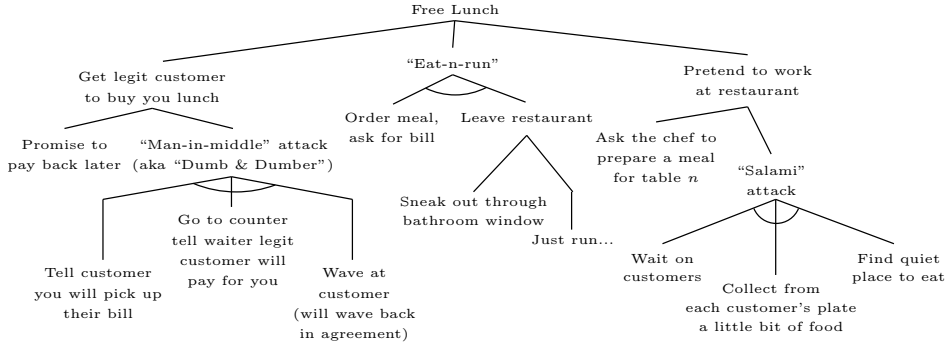 Free Lunch
Get legit customer
to buy you lunch
“Eat-n-run”
Pretend to work
at restaurant
Promise to
pay back later
“Man-in-middle” attack
(aka “Dumb & Dumber”)
Order meal,
ask for bill
Leave restaurant
Ask the chef to
prepare a meal
for table n
“Salami”
attack
Tell customer
you will pick up
their bill
Go to counter
tell waiter legit
customer will
pay for you
Wave at
customer
(will wave back
in agreement)
Sneak out through
bathroom window
Just run...
Wait on
customers
Collect from
each customer’s plate
a little bit of food
Find quiet
place to eat